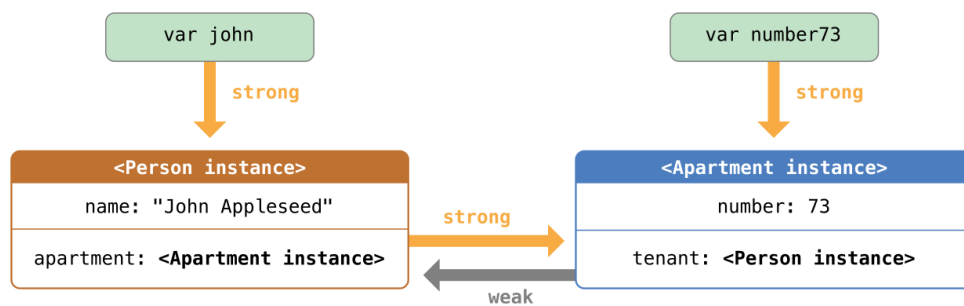 var john
var number73
strong
strong
<Person instance>
name: "John Appleseed"
apartment: <Apartment instance>
strong
weak
<Apartment instance>
number: 73
tenant: <Person instance>